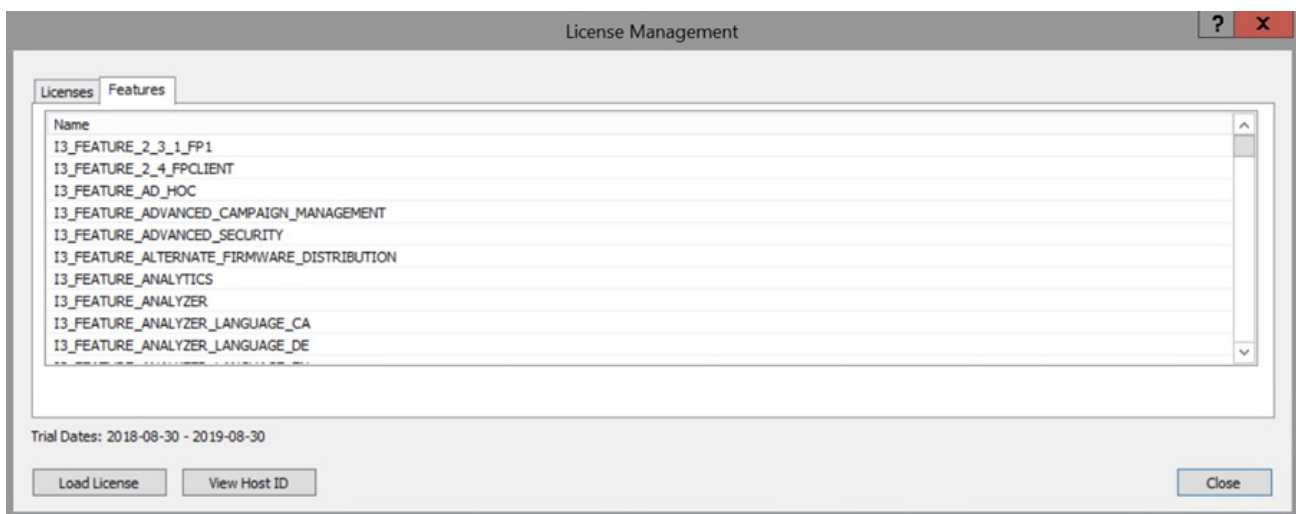 License Management
? X
Licenses Features
Name
I3_FEATURE_2_3_1_FP1
I3_FEATURE_2_4_FPCLIENT
I3_FEATURE_AD_HOC
I3_FEATURE_ADVANCED_CAMPAIGN_MANAGEMENT
I3_FEATURE_ADVANCED_SECURITY
I3_FEATURE_ALTERNATE_FIRMWARE_DISTRIBUTION
I3_FEATURE_ANALYTICS
I3_FEATURE_ANALYZER
I3_FEATURE_ANALYZER_LANGUAGE_CA
I3_FEATURE_ANALYZER_LANGUAGE_DE
Trial Dates: 2018-08-30 - 2019-08-30
Load License View Host ID Close